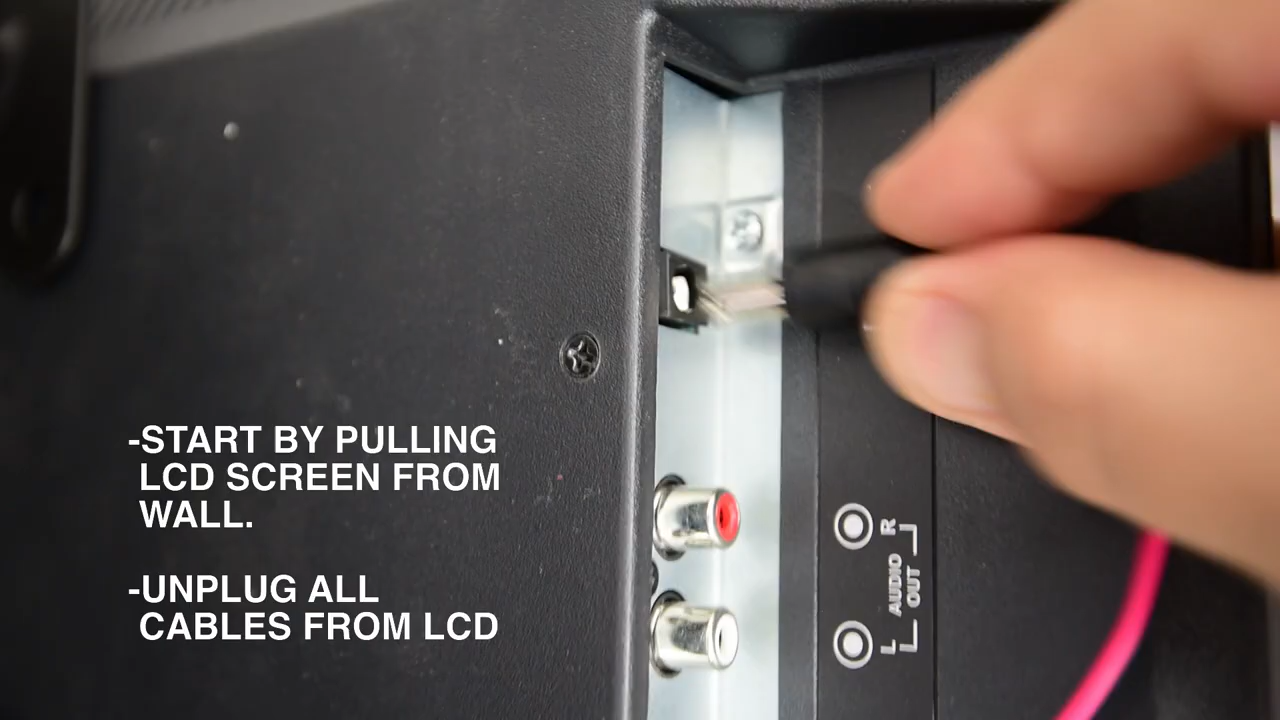 -START BY PULLING
LCD SCREEN FROM
WALL.
-UNPLUG ALL
CABLES FROM LCD
R
AUDIO
OUT
L